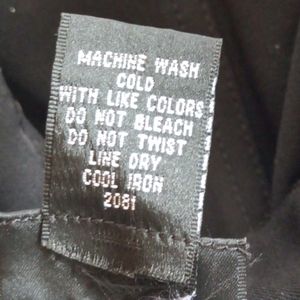 MACHINE WASH
COLD
WITH LIKE COLORS
DO NOT BLEACH
DO NOT TWIST
LINE DRY
COOL IRON
2081